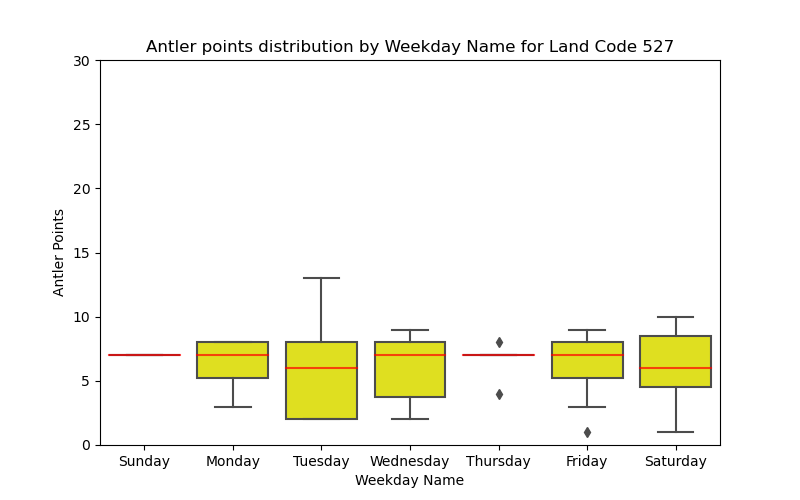 Antler points distribution by Weekday Name for Land Code 527
30
25
20
15
10
5
0
Antler Points
Sunday Monday Tuesday Wednesday Thursday Friday Saturday
Weekday Name